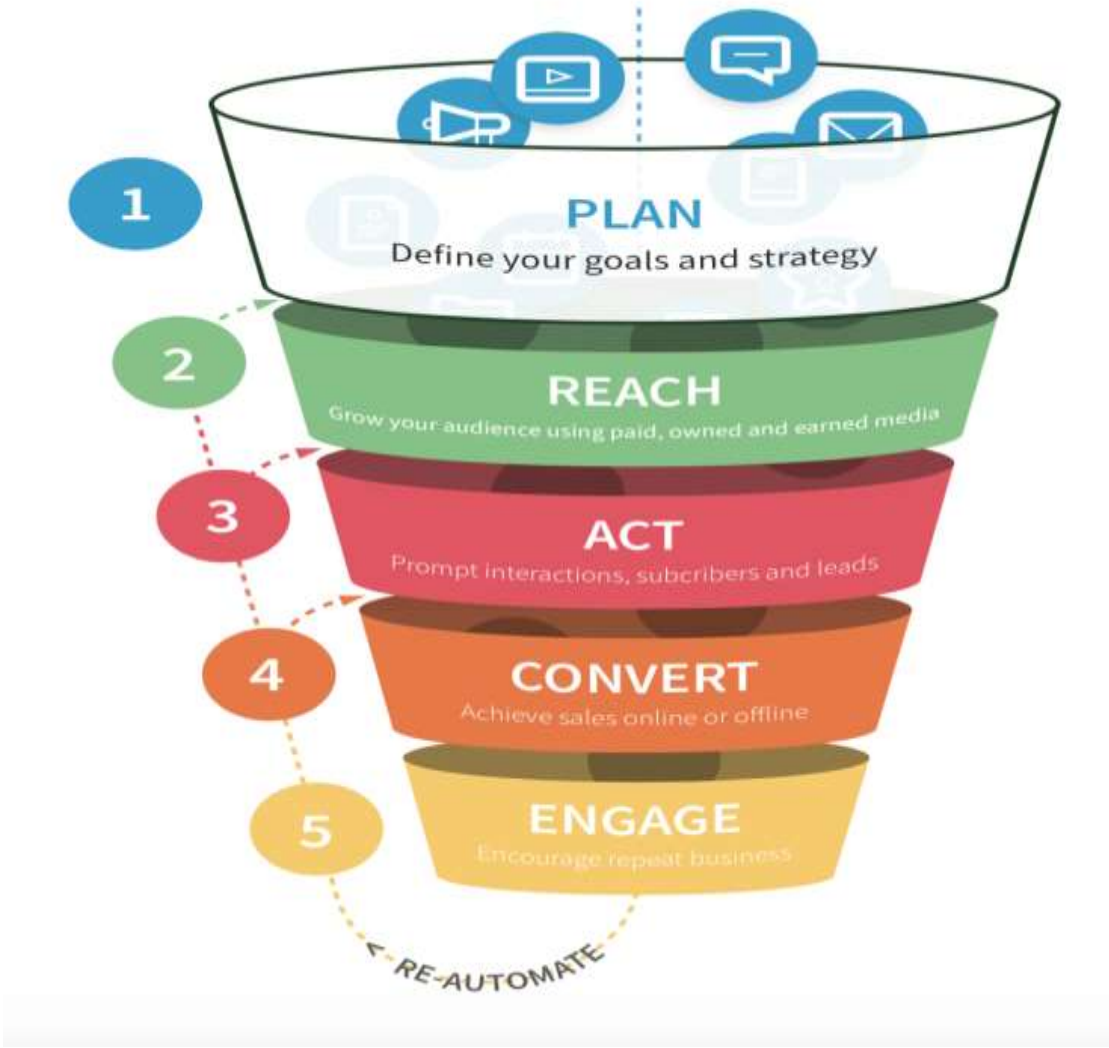 1
PLAN
Define your goals and strategy
2
REACH
Grow your audience using paid, owned and earned media
3
ACT
Prompt interactions, subcribers and leads
4
CONVERT
Achieve sales online or offline
5
ENGAGE
Encourage repeat business
< RE-AUTOMATE